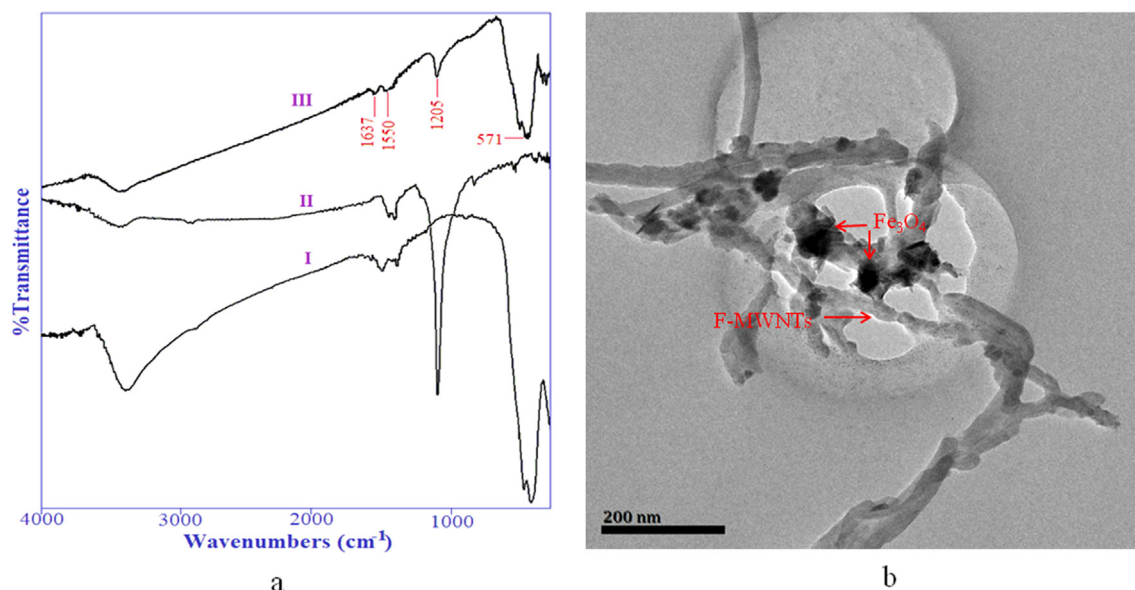 %Transmittance
III
II
I
1637
1550
1205
571
4000
3000
2000
1000
Wavenumbers (cm⁻¹)
a
Fe₃O₄
F-MWNTs
200 nm
b